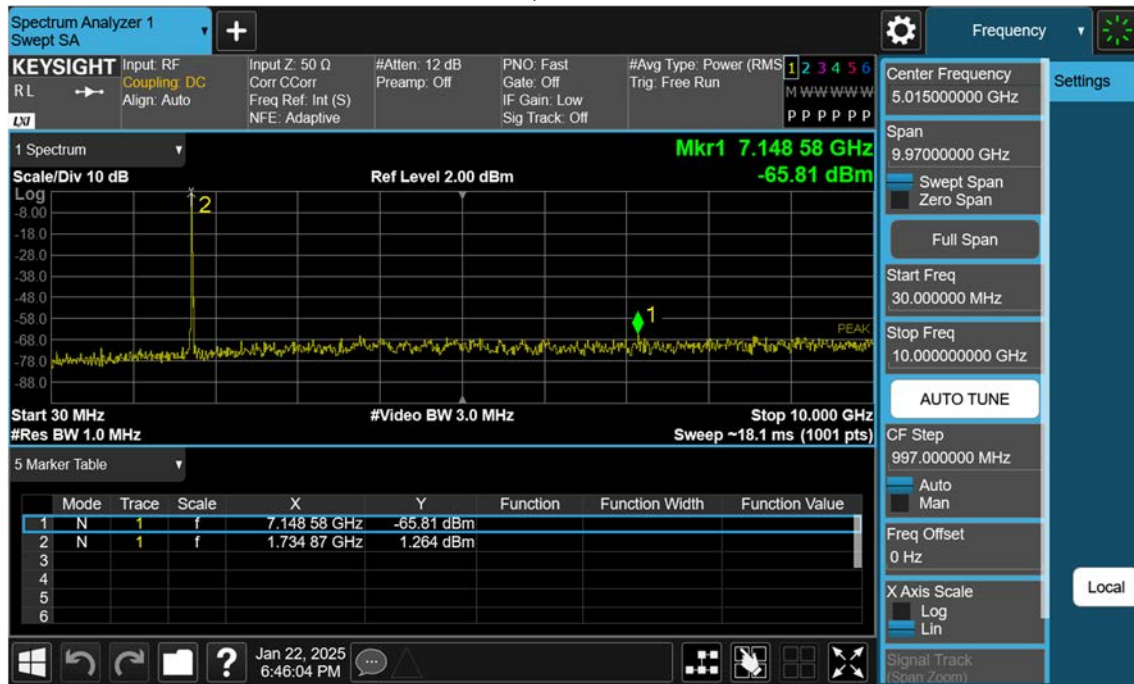 Spectrum Analyzer 1
Swept SA
Frequency
KEYSIGHT
R L
LXI
Input: RF
Coupling: DC
Align: Auto
Input Z: 50 Ω
Corr CCorr
Freq Ref: Int (S)
NFE: Adaptive
#Atten: 12 dB
Preamp: Off
PNO: Fast
Gate: Off
IF Gain: Low
Sig Track: Off
#Avg Type: Power (RMS
Trig: Free Run
1 2 3 4 5 6
M W W W W W
P P P P P P
1 Spectrum
Mkr1 7.148 58 GHz
Scale/Div 10 dB
Ref Level 2.00 dBm
-65.81 dBm
Log
2
-8.00
-18.0
-28.0
-38.0
-48.0
-58.0
1
PEAK
-68.0
-78.0
-88.0
Start 30 MHz
#Video BW 3.0 MHz
Stop 10.000 GHz
#Res BW 1.0 MHz
Sweep ~18.1 ms (1001 pts)
5 Marker Table
Mode Trace Scale X Y Function Function Width Function Value
1 N 1 f 7.148 58 GHz -65.81 dBm
2 N 1 f 1.734 87 GHz 1.264 dBm
3
4
5
6
Jan 22, 2025
6:46:04 PM
?
Center Frequency
5.015000000 GHz
Settings
Span
9.97000000 GHz
Swept Span
Zero Span
Full Span
Start Freq
30.000000 MHz
Stop Freq
10.000000000 GHz
AUTO TUNE
CF Step
997.000000 MHz
Auto
Man
Freq Offset
0 Hz
X Axis Scale
Log
Lin
Local
Signal Track
(Span Zoom)